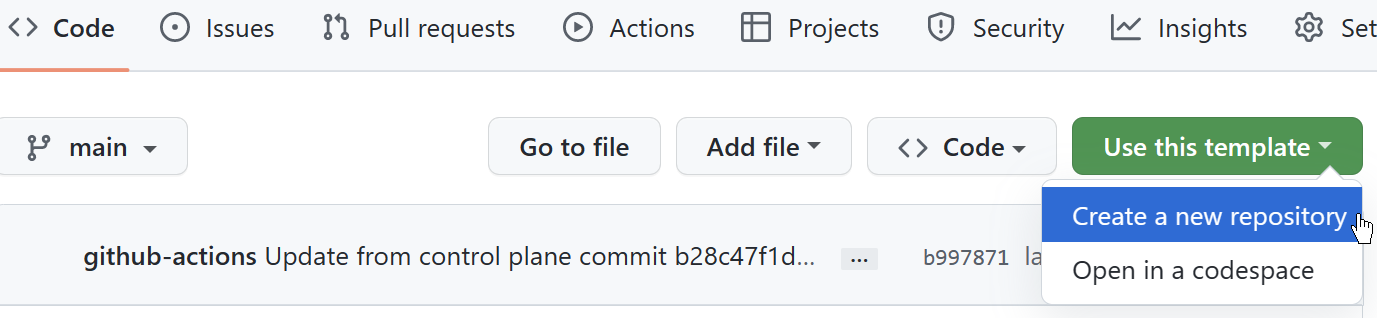 Code Issues Pull requests Actions Projects Security Insights Set
main Go to file Add file Code Use this template
Create a new repository
github-actions Update from control plane commit b28c47f1d... ... b997871 la
Open in a codespace